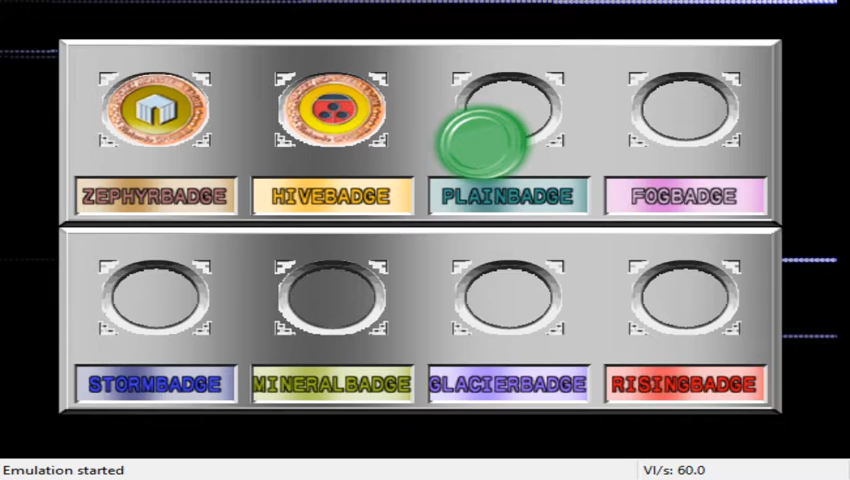 ZEPHYRBADGE HIVEBADGE PLAINBADGE FOGBADGE
STORMBADGE MINERALBADGE GLACIERBADGE RISINGBADGE
Emulation started VI/s: 60.0